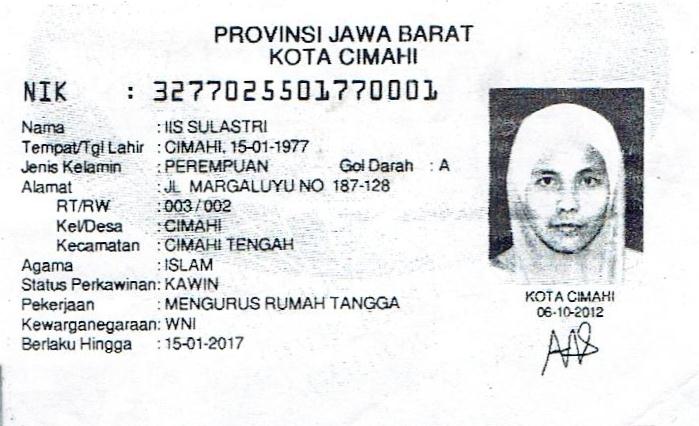 PROVINSI JAWA BARAT
KOTA CIMAHI
NIK : 3277025501770001
Nama : IIS SULASTRI
Tempat/Tgl Lahir : CIMAHI, 15-01-1977
Jenis Kelamin : PEREMPUAN Gol Darah : A
Alamat : JL MARGALUYU NO 187-128
RT/RW : 003/002
Kel/Desa : CIMAHI
Kecamatan : CIMAHI TENGAH
Agama : ISLAM
Status Perkawinan: KAWIN
Pekerjaan : MENGURUS RUMAH TANGGA
Kewarganegaraan: WNI
Berlaku Hingga : 15-01-2017
KOTA CIMAHI
06-10-2012